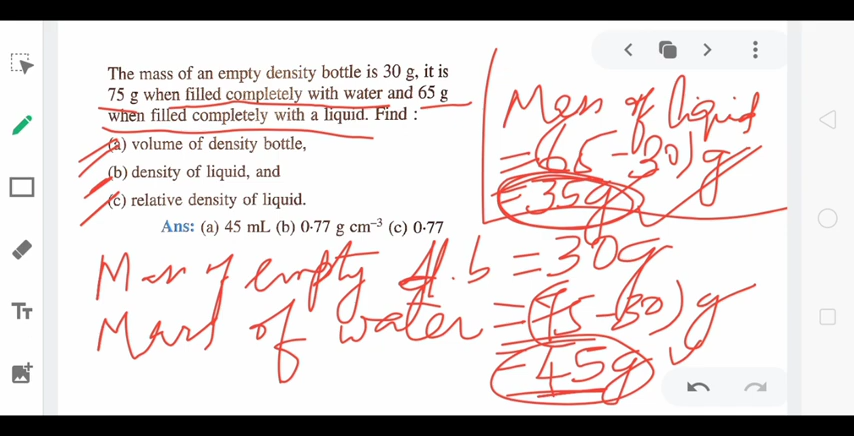 The mass of an empty density bottle is 30 g, it is
75 g when filled completely with water and 65 g
when filled completely with a liquid. Find :
(a) volume of density bottle,
(b) density of liquid, and
(c) relative density of liquid.
Ans: (a) 45 mL (b) 0·77 g cm⁻³ (c) 0·77
Mass of liquid
= (65 - 30) g
= 35g
Mass of empty d.b = 30g
Mass of water = (75 - 30) g
= 45g
TT